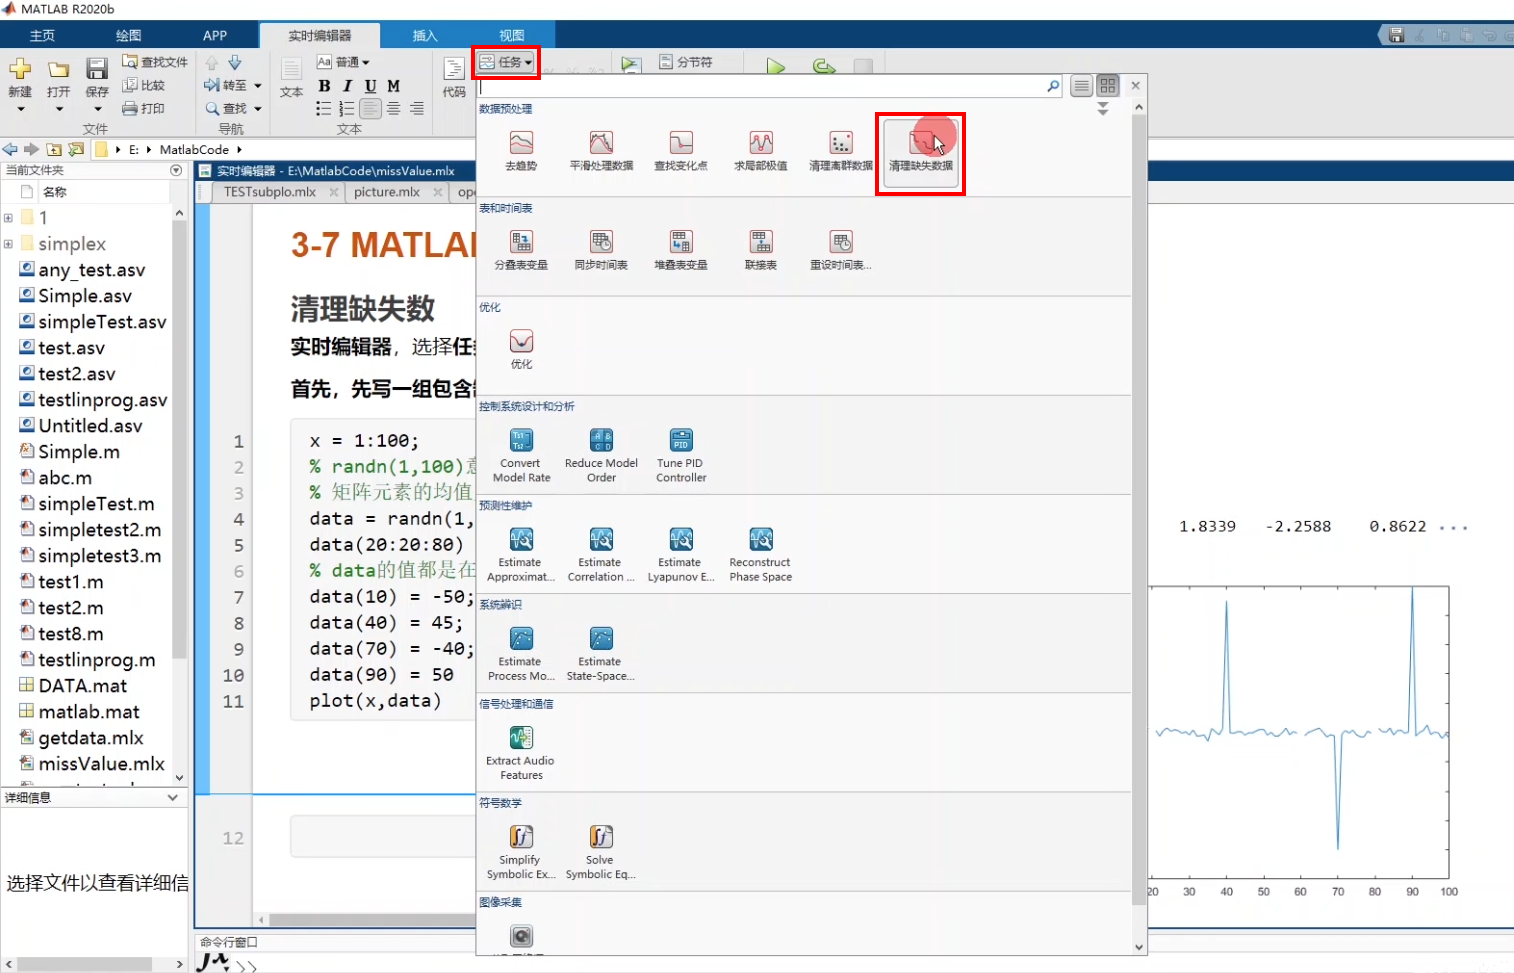 MATLAB R2020b
主页 绘图 APP 实时编辑器 插入 视图
新建 打开 保存 查找文件 比较 打印
文件
转至 查找
导航
文本 普通
B I U M
文本
代码 任务 分节符
当前文件夹
E: MatlabCode
名称
1
simplex
any_test.asv
Simple.asv
simpleTest.asv
test.asv
test2.asv
testlinprog.asv
Untitled.asv
Simple.m
abc.m
simpleTest.m
simpletest2.m
simpletest3.m
test1.m
test2.m
test8.m
testlinprog.m
DATA.mat
matlab.mat
getdata.mlx
missValue.mlx
详细信息
选择文件以查看详细信
实时编辑器 - E:\MatlabCode\missValue.mlx
TESTsubplo.mlx picture.mlx ope
3-7 MATLA
清理缺失数
实时编辑器，选择任
首先，先写一组包含
1 x = 1:100;
2 % randn(1,100)意
3 % 矩阵元素的均值
4 data = randn(1,
5 data(20:20:80)
6 % data的值都是在
7 data(10) = -50;
8 data(40) = 45;
9 data(70) = -40;
10 data(90) = 50
11 plot(x,data)
12
命令行窗口
fx >>
数据预处理
去趋势 平滑处理数据 查找变化点 求局部极值 清理离群数据 清理缺失数据
表和时间表
分叠表变量 同步时间表 堆叠表变量 联接表 重设时间表...
优化
优化
控制系统设计和分析
Convert Model Rate
Reduce Model Order
Tune PID Controller
预测性维护
Estimate Approximat...
Estimate Correlation ...
Estimate Lyapunov E...
Reconstruct Phase Space
系统辨识
Estimate Process Mo...
Estimate State-Space...
信号处理和通信
Extract Audio Features
符号数学
Simplify Symbolic Ex...
Solve Symbolic Eq...
图像采集
1.8339 -2.2588 0.8622 ...
20 30 40 50 60 70 80 90 100